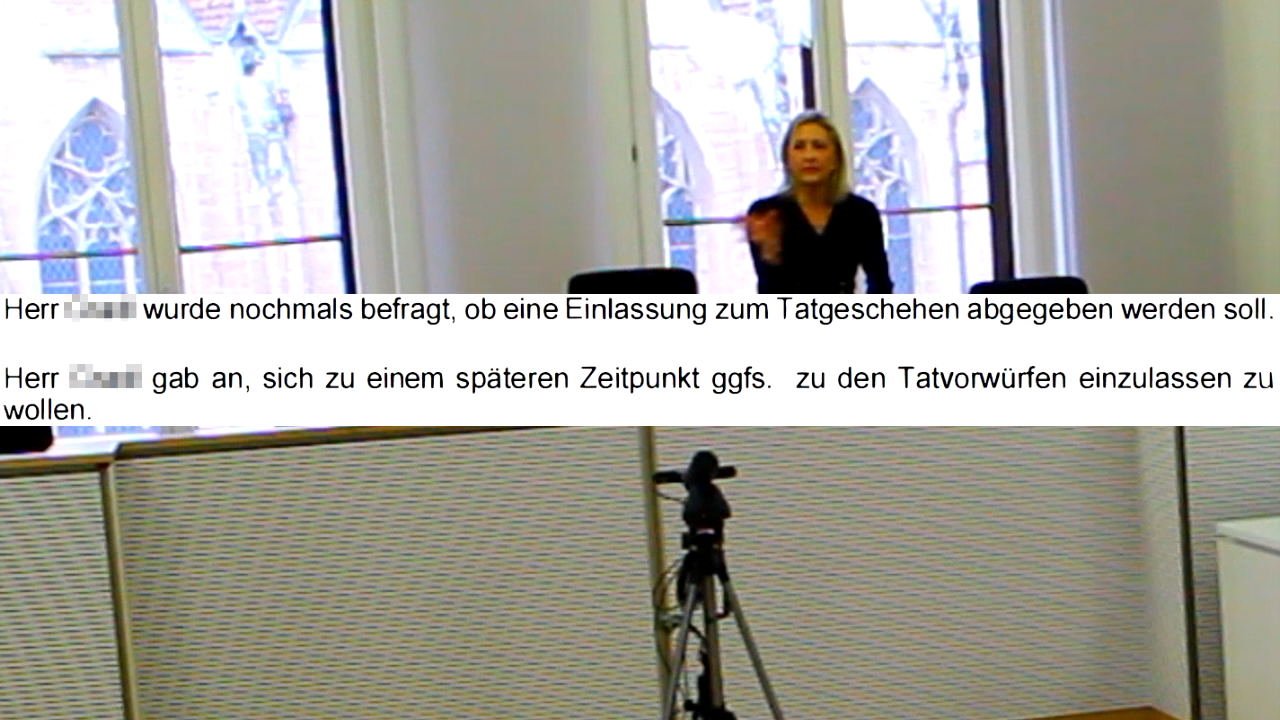 Herr wurde nochmals befragt, ob eine Einlassung zum Tatgeschehen abgegeben werden soll.
Herr gab an, sich zu einem späteren Zeitpunkt ggfs. zu den Tatvorwürfen einzulassen zu
wollen.